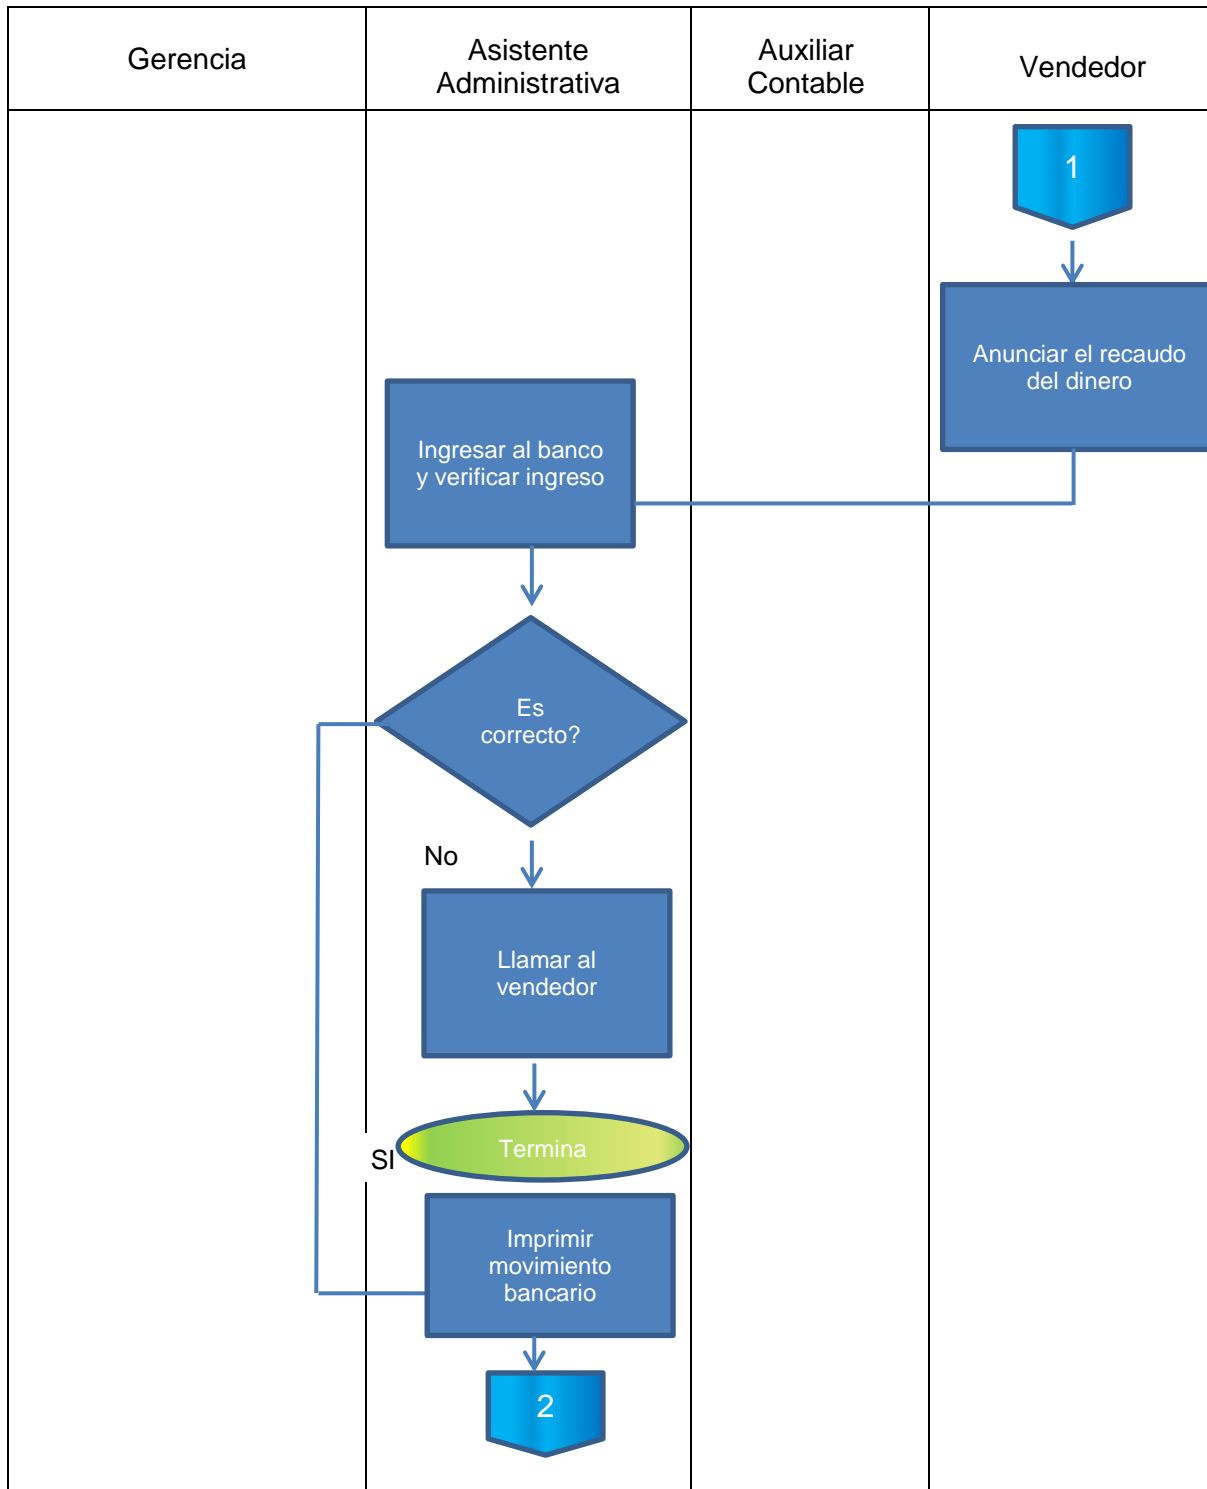 Gerencia
Asistente
Administrativa
Auxiliar
Contable
Vendedor
1
Anunciar el recaudo
del dinero
Ingresar al banco
y verificar ingreso
Es
correcto?
No
Llamar al
vendedor
Termina
SI
Imprimir
movimiento
bancario
2